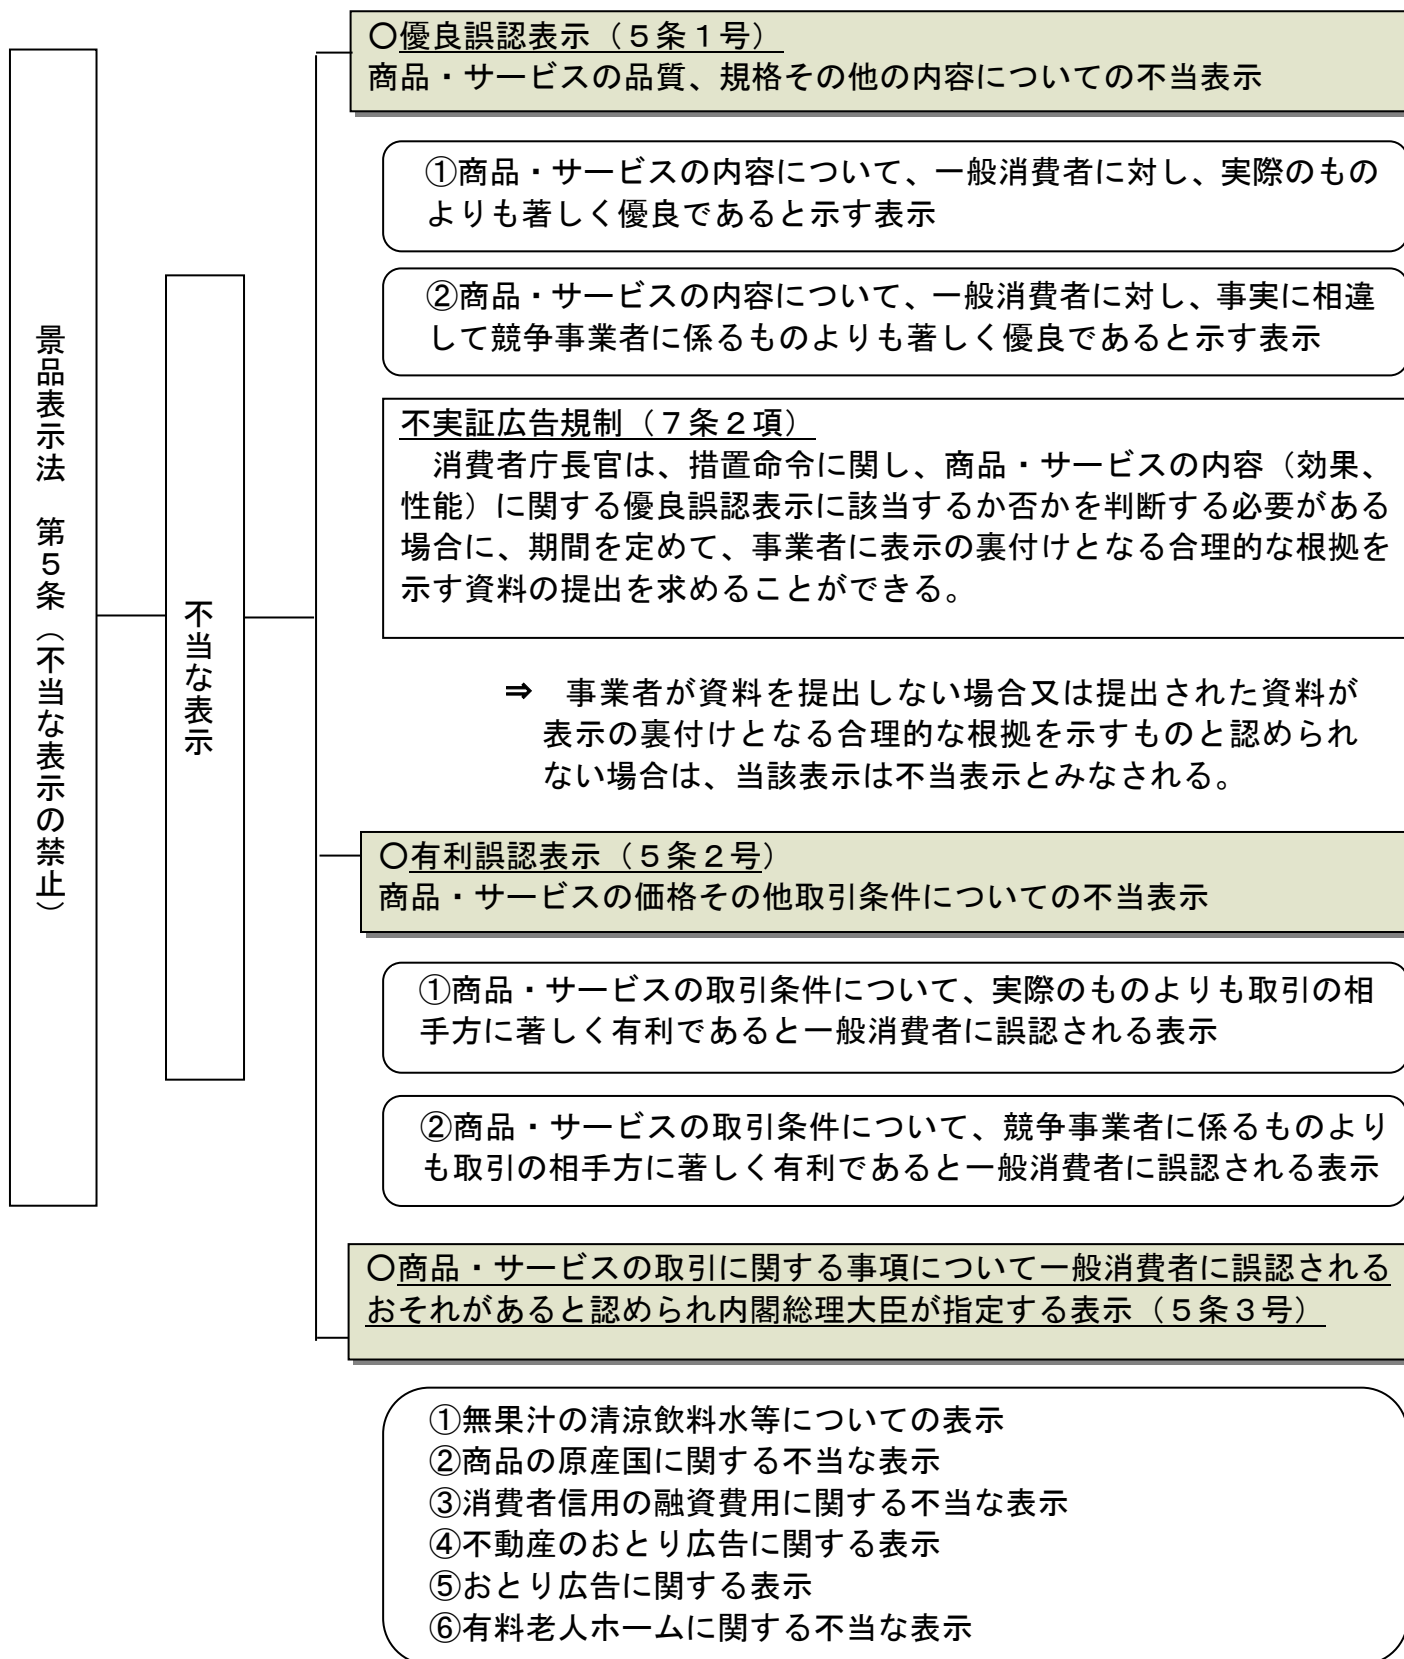 景品表示法　第５条（不当な表示の禁止）
不当な表示
〇優良誤認表示（５条１号）
商品・サービスの品質、規格その他の内容についての不当表示
①商品・サービスの内容について、一般消費者に対し、実際のもの
よりも著しく優良であると示す表示
②商品・サービスの内容について、一般消費者に対し、事実に相違
して競争事業者に係るものよりも著しく優良であると示す表示
不実証広告規制（７条２項）
　消費者庁長官は、措置命令に関し、商品・サービスの内容（効果、
性能）に関する優良誤認表示に該当するか否かを判断する必要がある
場合に、期間を定めて、事業者に表示の裏付けとなる合理的な根拠を
示す資料の提出を求めることができる。
⇒　事業者が資料を提出しない場合又は提出された資料が
表示の裏付けとなる合理的な根拠を示すものと認められ
ない場合は、当該表示は不当表示とみなされる。
〇有利誤認表示（５条２号）
商品・サービスの価格その他取引条件についての不当表示
①商品・サービスの取引条件について、実際のものよりも取引の相
手方に著しく有利であると一般消費者に誤認される表示
②商品・サービスの取引条件について、競争事業者に係るものより
も取引の相手方に著しく有利であると一般消費者に誤認される表示
〇商品・サービスの取引に関する事項について一般消費者に誤認される
おそれがあると認められ内閣総理大臣が指定する表示（５条３号）
①無果汁の清涼飲料水等についての表示
②商品の原産国に関する不当な表示
③消費者信用の融資費用に関する不当な表示
④不動産のおとり広告に関する表示
⑤おとり広告に関する表示
⑥有料老人ホームに関する不当な表示